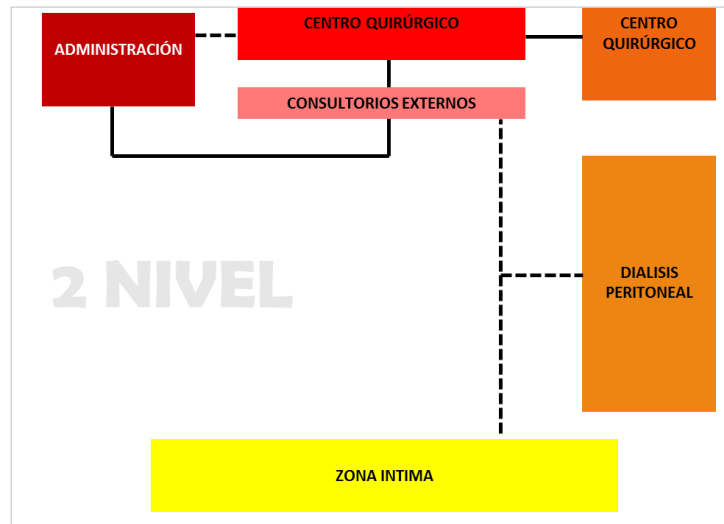 ADMINISTRACIÓN
CENTRO QUIRÚRGICO
CENTRO
QUIRÚRGICO
CONSULTORIOS EXTERNOS
2 NIVEL
DIALISIS
PERITONEAL
ZONA INTIMA